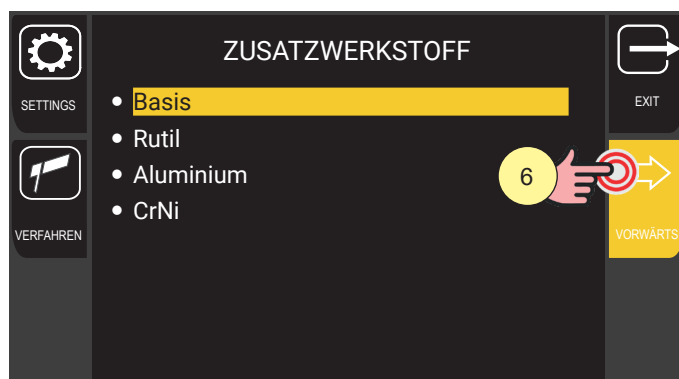 ZUSATZWERKSTOFF
SETTINGS
• Basis
• Rutil
• Aluminium
• CrNi
VERFAHREN
6
EXIT
VORWÄRTS